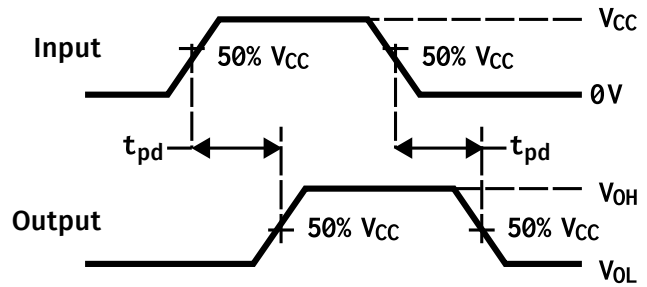 VCC
Input 50% VCC 50% VCC
0V
tpd tpd
VOH
Output 50% VCC 50% VCC
VOL